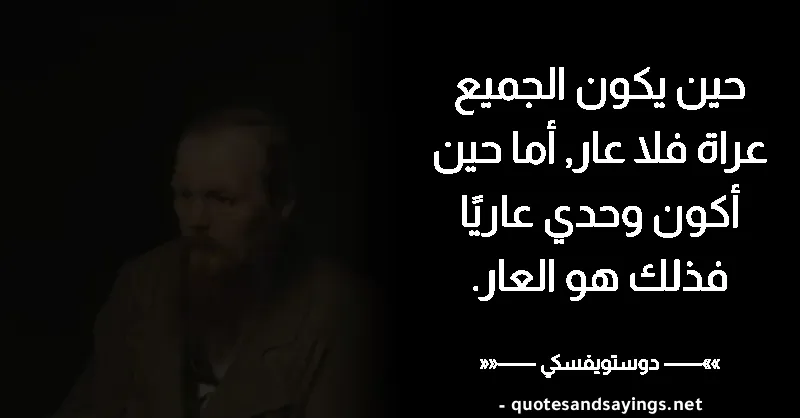 حين يكون الجميع
عراة فلا عار, أما حين
أكون وحدي عاريًا
فذلك هو العار.
»»—— دوستويفسكي ——««
- quotesandsayings.net